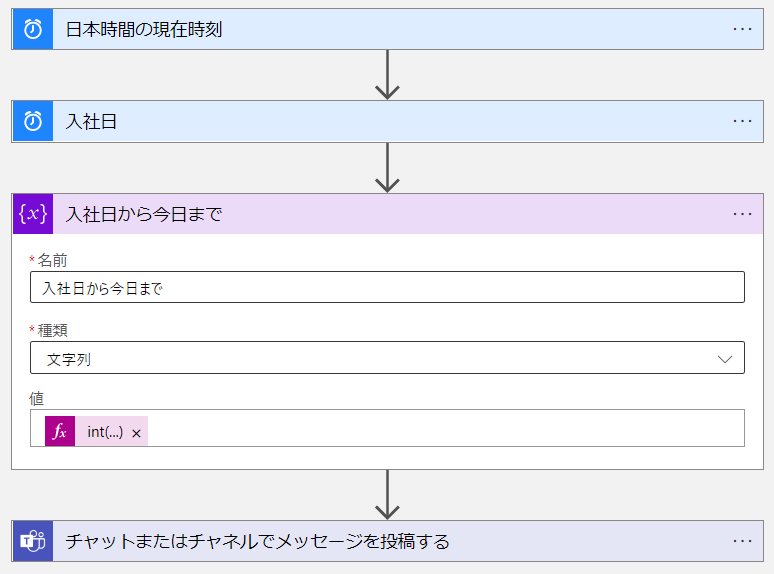 日本時間の現在時刻 ...
入社日 ...
{x} 入社日から今日まで ...
*名前
入社日から今日まで
*種類
文字列
値
fx int(...) ×
T チャットまたはチャネルでメッセージを投稿する ...